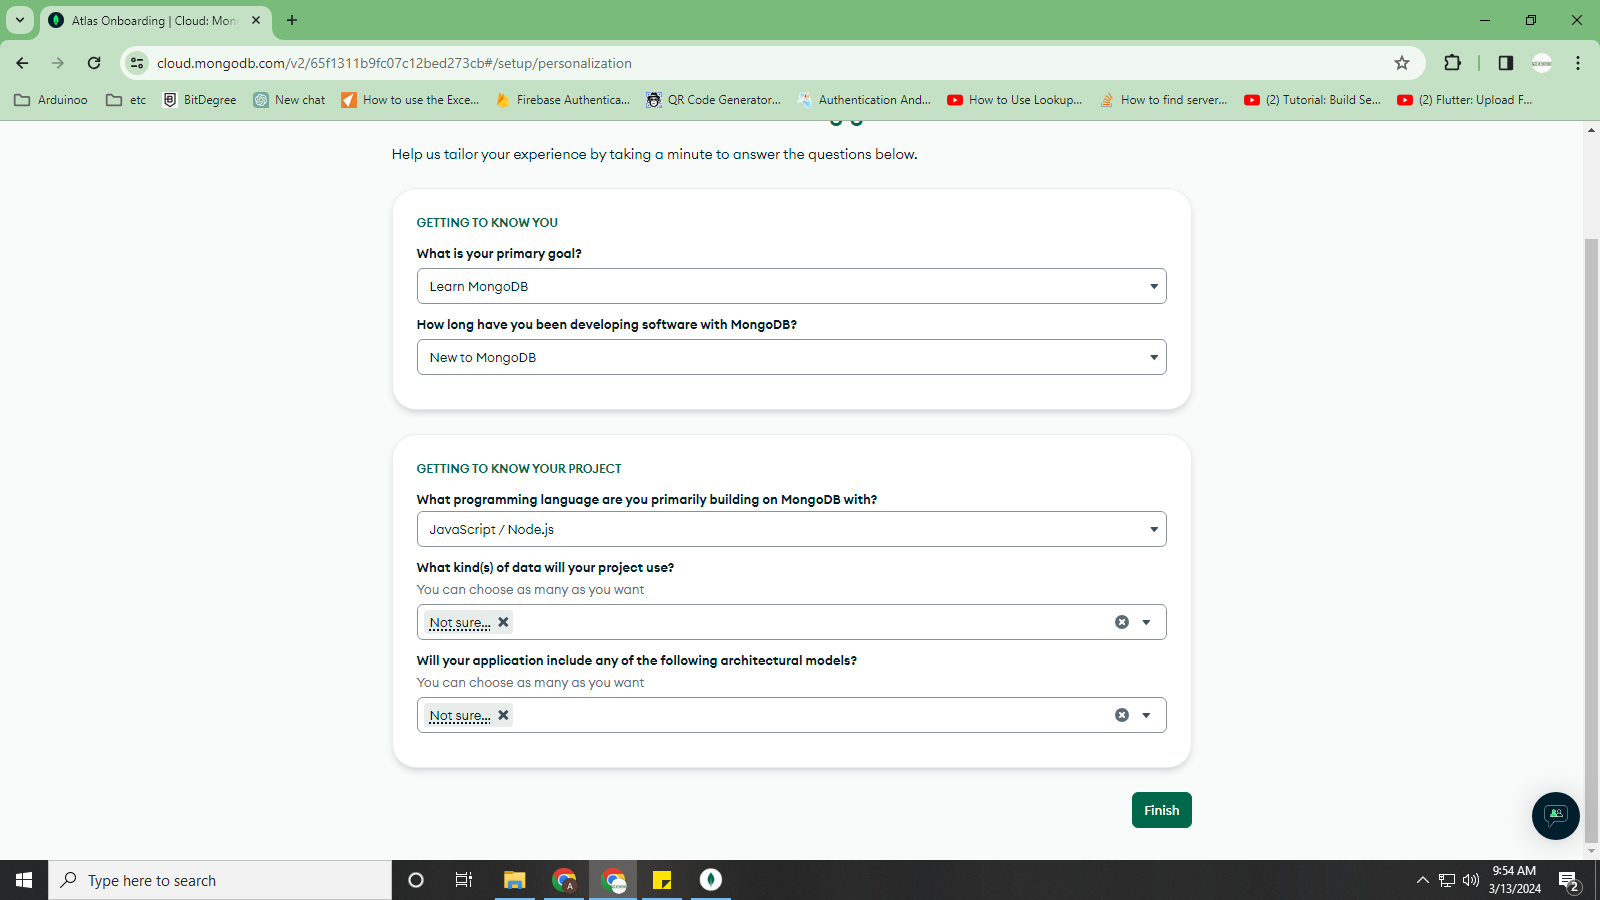 Atlas Onboarding | Cloud: Mon
cloud.mongodb.com/v2/65f1311b9fc07c12bed273cb#/setup/personalization
Arduinoo
etc
BitDegree
New chat
How to use the Exce...
Firebase Authentica...
QR Code Generator...
Authentication And...
How to Use Lookup...
How to find server...
(2) Tutorial: Build Se...
(2) Flutter: Upload F...
Help us tailor your experience by taking a minute to answer the questions below.
GETTING TO KNOW YOU
What is your primary goal?
Learn MongoDB
How long have you been developing software with MongoDB?
New to MongoDB
GETTING TO KNOW YOUR PROJECT
What programming language are you primarily building on MongoDB with?
JavaScript / Node.js
What kind(s) of data will your project use?
You can choose as many as you want
Not sure...
Will your application include any of the following architectural models?
You can choose as many as you want
Not sure...
Finish
Type here to search
A
9:54 AM
3/13/2024
2